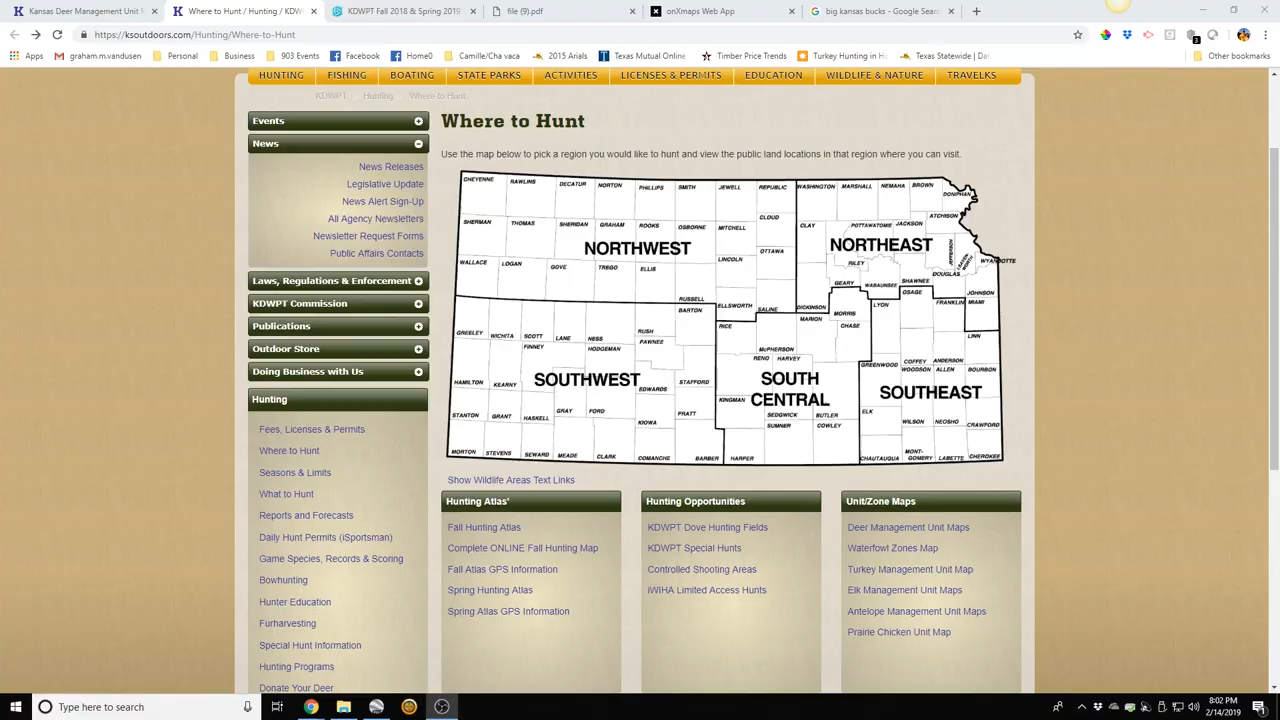 Kansas Deer Management Unit M
Where to Hunt / Hunting / KDW
KDWPT Fall 2018 & Spring 2019
file (9).pdf
onXmaps Web App
big kansas bucks - Google Sear
https://ksoutdoors.com/Hunting/Where-to-Hunt
Apps
graham.m.vandusen
Personal
Business
903 Events
Facebook
Home0
Camille/Cha vaca
2015 Arials
Texas Mutual Online
Timber Price Trends
Turkey Hunting in H
Texas Statewide | Da
Other bookmarks
HUNTING
FISHING
BOATING
STATE PARKS
ACTIVITIES
LICENSES & PERMITS
EDUCATION
WILDLIFE & NATURE
TRAVELKS
KDWPT
Hunting
Where to Hunt
Events
News
News Releases
Legislative Update
News Alert Sign-Up
All Agency Newsletters
Newsletter Request Forms
Public Affairs Contacts
Laws, Regulations & Enforcement
KDWPT Commission
Publications
Outdoor Store
Doing Business with Us
Hunting
Fees, Licenses & Permits
Where to Hunt
Seasons & Limits
What to Hunt
Reports and Forecasts
Daily Hunt Permits (iSportsman)
Game Species, Records & Scoring
Bowhunting
Hunter Education
Furharvesting
Special Hunt Information
Hunting Programs
Donate Your Deer
Where to Hunt
Use the map below to pick a region you would like to hunt and view the public land locations in that region where you can visit.
CHEYENNE
RAWLINS
DECATUR
NORTON
PHILLIPS
SMITH
JEWELL
REPUBLIC
WASHINGTON
MARSHALL
NEMAHA
BROWN
DONIPHAN
SHERMAN
THOMAS
SHERIDAN
GRAHAM
ROOKS
OSBORNE
MITCHELL
CLOUD
CLAY
POTTAWATOMIE
JACKSON
ATCHISON
NORTHWEST
NORTHEAST
JEFFERSON
WALLACE
LOGAN
GOVE
TREGO
ELLIS
LINCOLN
OTTAWA
RILEY
WYANDOTTE
GEARY
WABAUNSEE
SHAWNEE
DOUGLAS
RUSSELL
ELLSWORTH
SALINE
DICKINSON
OSAGE
JOHNSON
GREELEY
WICHITA
SCOTT
LANE
NESS
RUSH
BARTON
RICE
MARION
MORRIS
CHASE
LYON
FRANKLIN
MIAMI
FINNEY
HODGEMAN
PAWNEE
McPHERSON
LINN
RENO
HARVEY
GREENWOOD
COFFEY
ANDERSON
WOODSON
ALLEN
BOURBON
HAMILTON
KEARNY
SOUTHWEST
EDWARDS
STAFFORD
SOUTH
CENTRAL
SOUTHEAST
KINGMAN
STANTON
GRANT
HASKELL
GRAY
FORD
KIOWA
PRATT
SEDGWICK
BUTLER
SUMNER
COWLEY
ELK
WILSON
NEOSHO
CRAWFORD
MORTON
STEVENS
SEWARD
MEADE
CLARK
COMANCHE
BARBER
HARPER
CHAUTAUQUA
MONT-
GOMERY
LABETTE
CHEROKEE
Show Wildlife Areas Text Links
Hunting Atlas'
Fall Hunting Atlas
Complete ONLINE Fall Hunting Map
Fall Atlas GPS Information
Spring Hunting Atlas
Spring Atlas GPS Information
Hunting Opportunities
KDWPT Dove Hunting Fields
KDWPT Special Hunts
Controlled Shooting Areas
iWIHA Limited Access Hunts
Unit/Zone Maps
Deer Management Unit Maps
Waterfowl Zones Map
Turkey Management Unit Map
Elk Management Unit Maps
Antelope Management Unit Maps
Prairie Chicken Unit Map
Type here to search
8:02 PM
2/14/2019